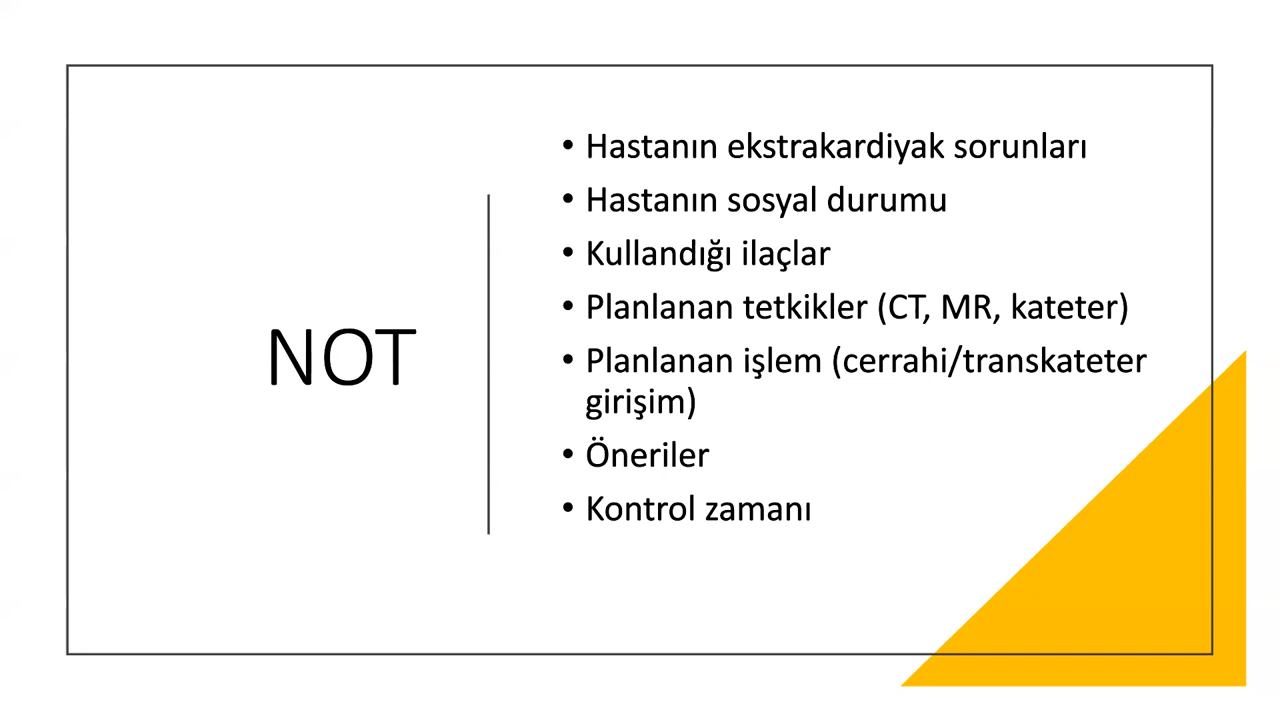 NOT
• Hastanın ekstrakardiyak sorunları
• Hastanın sosyal durumu
• Kullandığı ilaçlar
• Planlanan tetkikler (CT, MR, kateter)
• Planlanan işlem (cerrahi/transkateter
girişim)
• Öneriler
• Kontrol zamanı